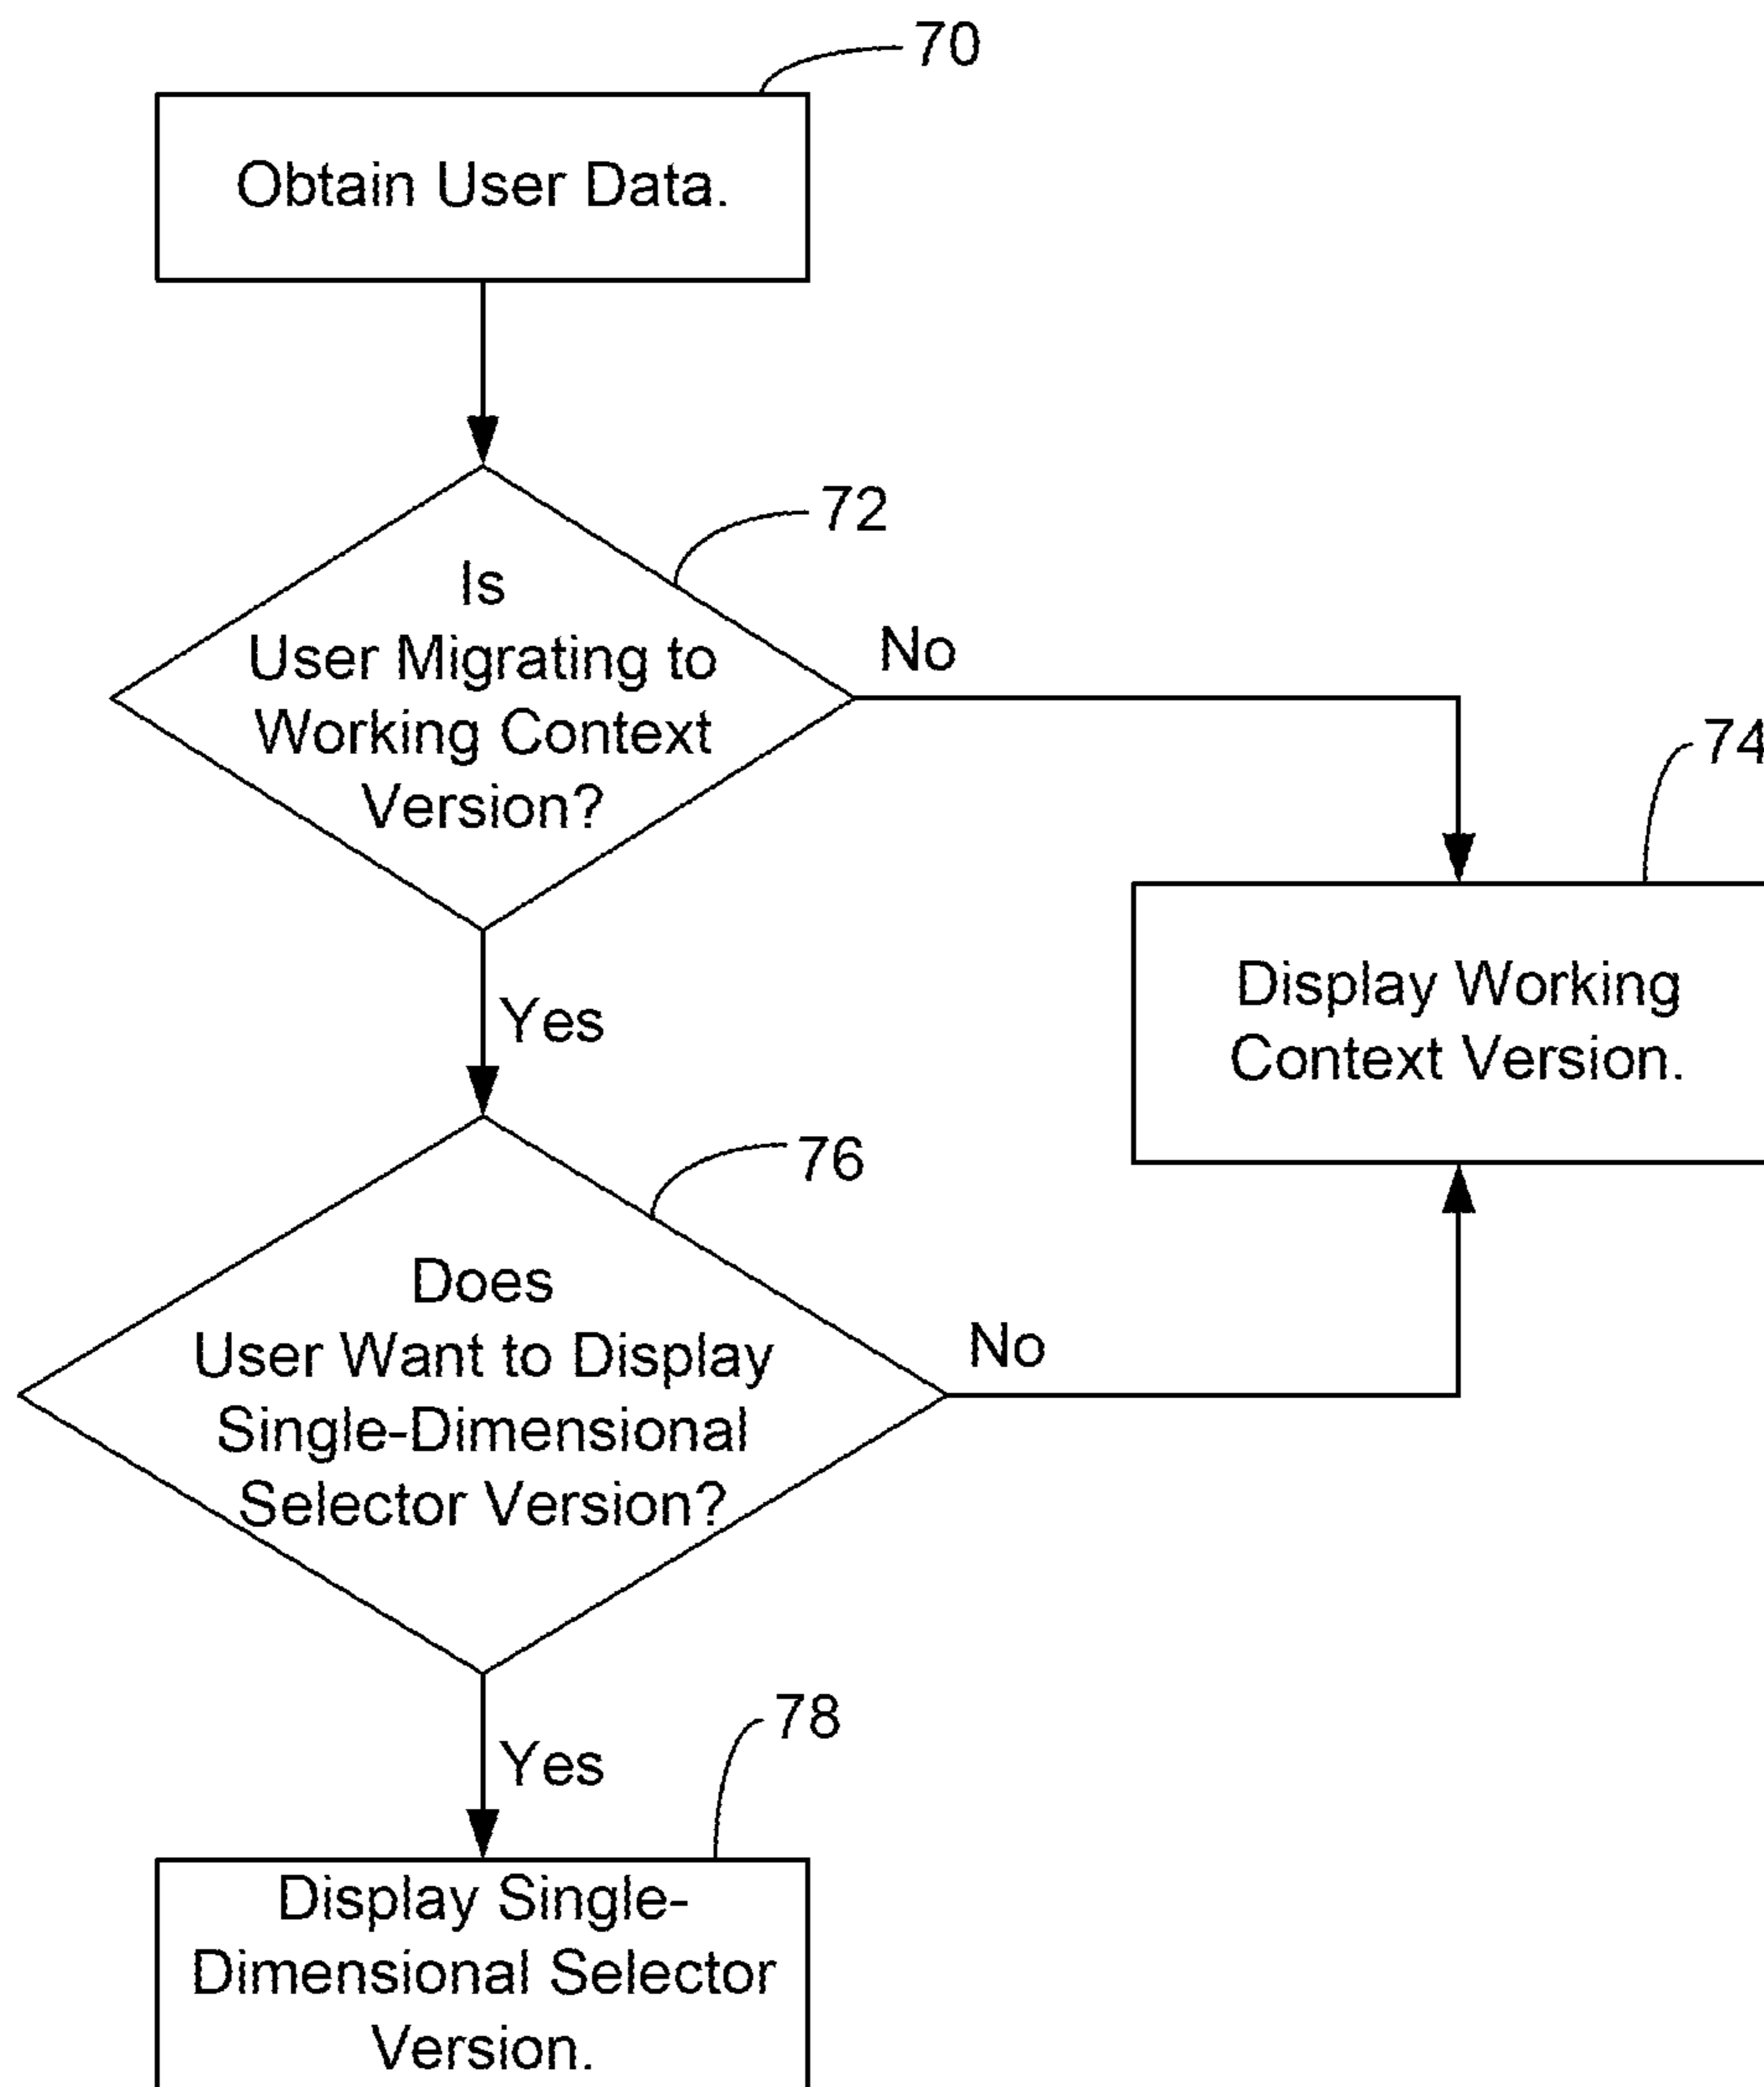 70
Obtain User Data.
72
Is
User Migrating to
Working Context
Version?
No
74
Display Working
Context Version.
Yes
76
Does
User Want to Display
Single-Dimensional
Selector Version?
No
Yes
78
Display Single-
Dimensional Selector
Version.